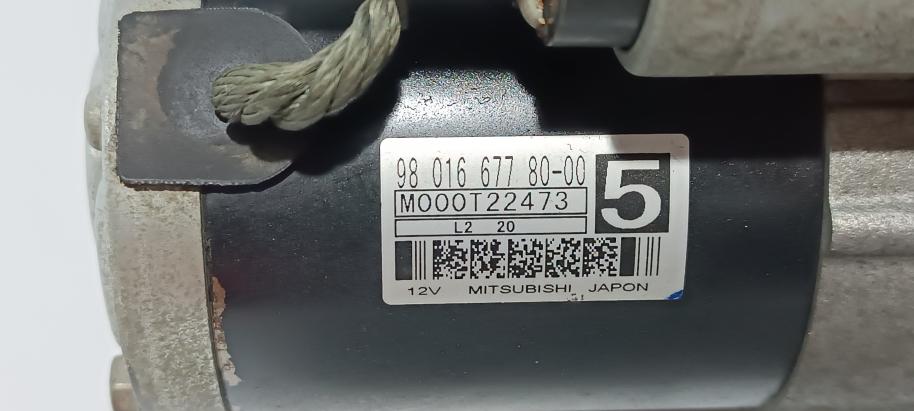 98 016 677 80-00
5
M000T22473
L2 20
12V MITSUBISHI JAPON